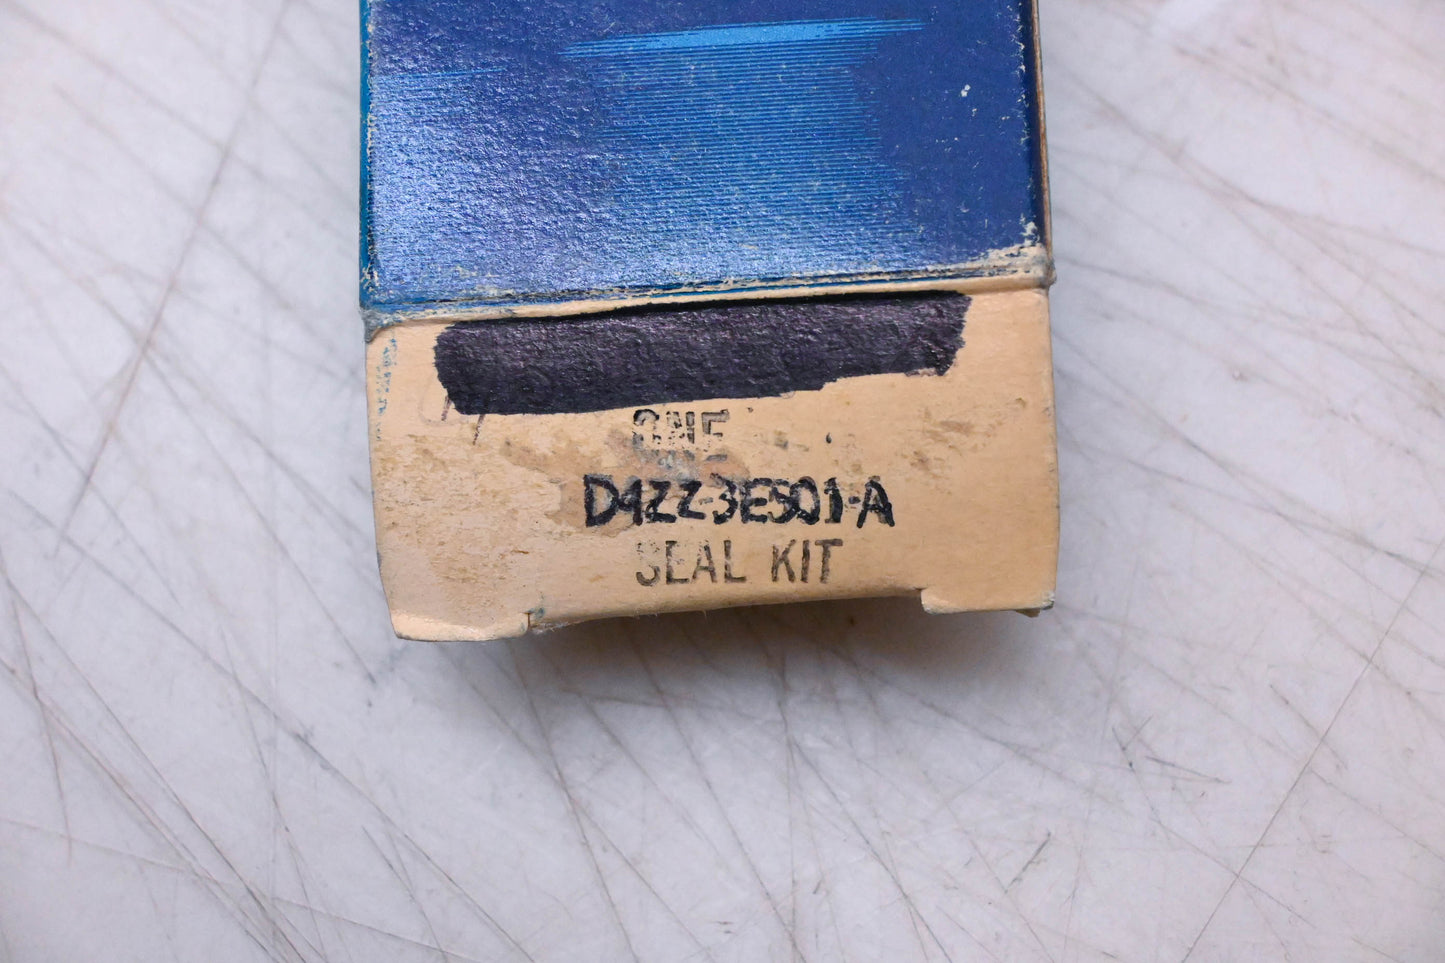 ONE
D4ZZ-3E501-A
SEAL KIT